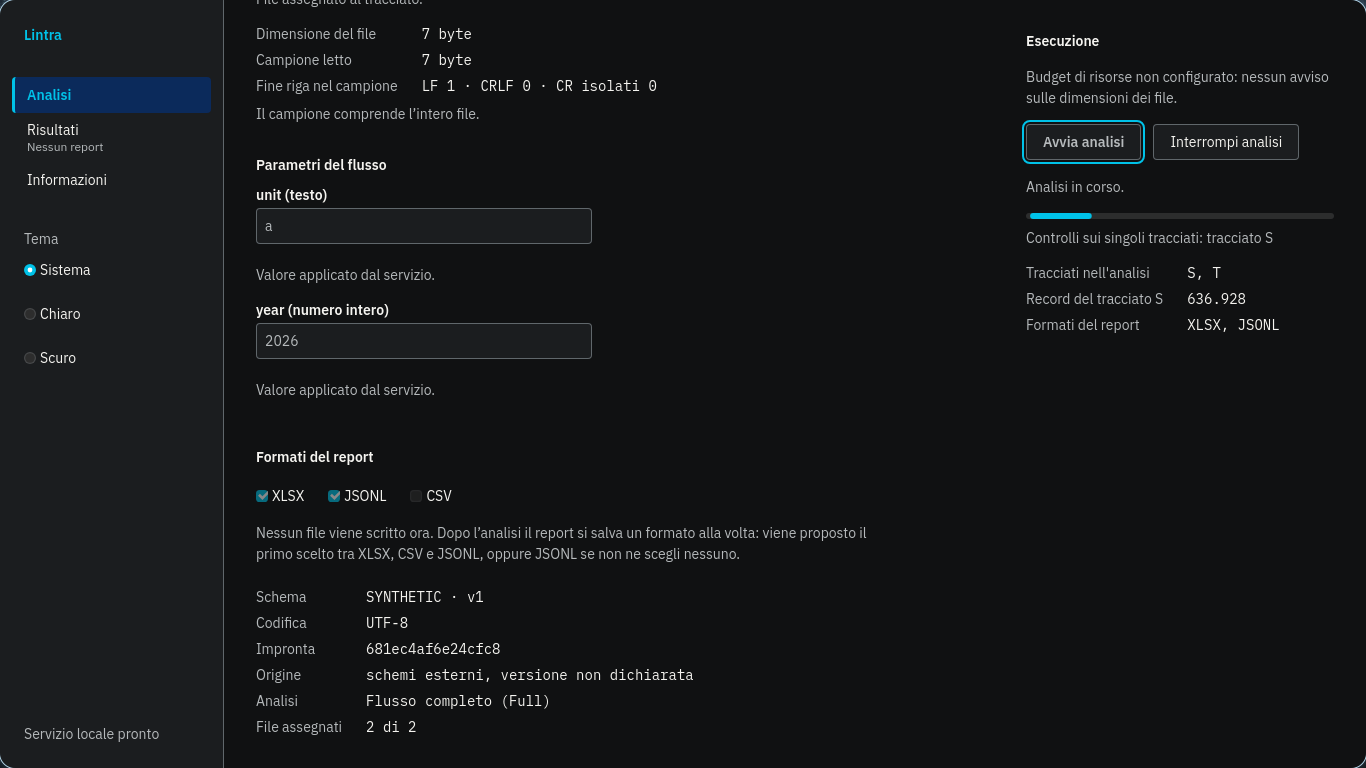 Lintra
Analisi
Risultati
Nessun report
Informazioni
Tema
Sistema
Chiaro
Scuro
Servizio locale pronto
File assegnato al tracciato.
Dimensione del file 7 byte
Campione letto 7 byte
Fine riga nel campione LF 1 · CRLF 0 · CR isolati 0
Il campione comprende l’intero file.
Parametri del flusso
unit (testo)
a
Valore applicato dal servizio.
year (numero intero)
2026
Valore applicato dal servizio.
Formati del report
XLSX JSONL CSV
Nessun file viene scritto ora. Dopo l’analisi il report si salva un formato alla volta: viene proposto il
primo scelto tra XLSX, CSV e JSONL, oppure JSONL se non ne scegli nessuno.
Schema SYNTHETIC · v1
Codifica UTF-8
Impronta 681ec4af6e24cfc8
Origine schemi esterni, versione non dichiarata
Analisi Flusso completo (Full)
File assegnati 2 di 2
Esecuzione
Budget di risorse non configurato: nessun avviso
sulle dimensioni dei file.
Avvia analisi Interrompi analisi
Analisi in corso.
Controlli sui singoli tracciati: tracciato S
Tracciati nell'analisi S, T
Record del tracciato S 636.928
Formati del report XLSX, JSONL